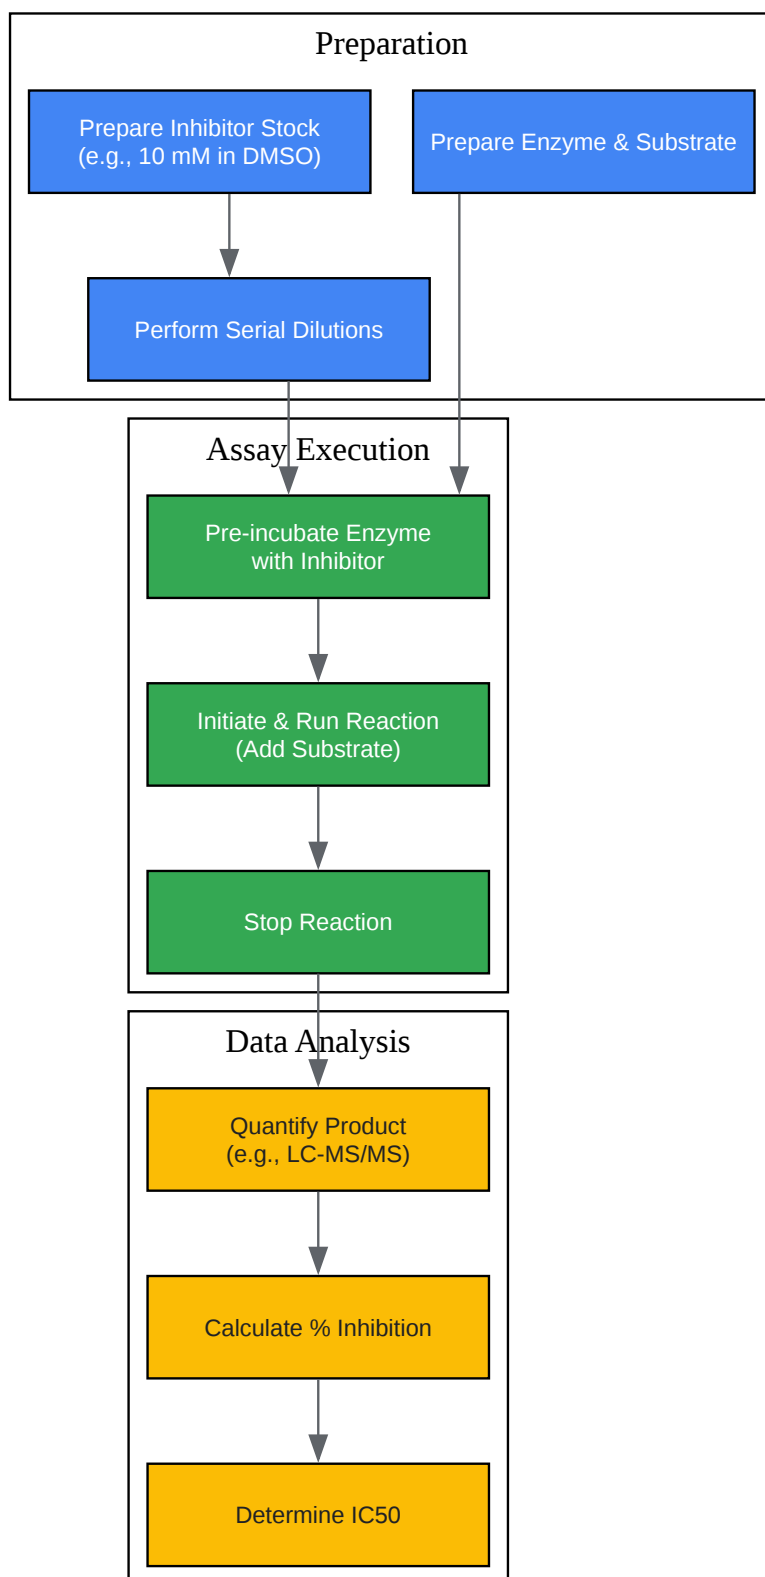 Preparation
Prepare Inhibitor Stock
(e.g., 10 mM in DMSO)
Prepare Enzyme & Substrate
Perform Serial Dilutions
Assay Execution
Pre-incubate Enzyme
with Inhibitor
Initiate & Run Reaction
(Add Substrate)
Stop Reaction
Data Analysis
Quantify Product
(e.g., LC-MS/MS)
Calculate % Inhibition
Determine IC50